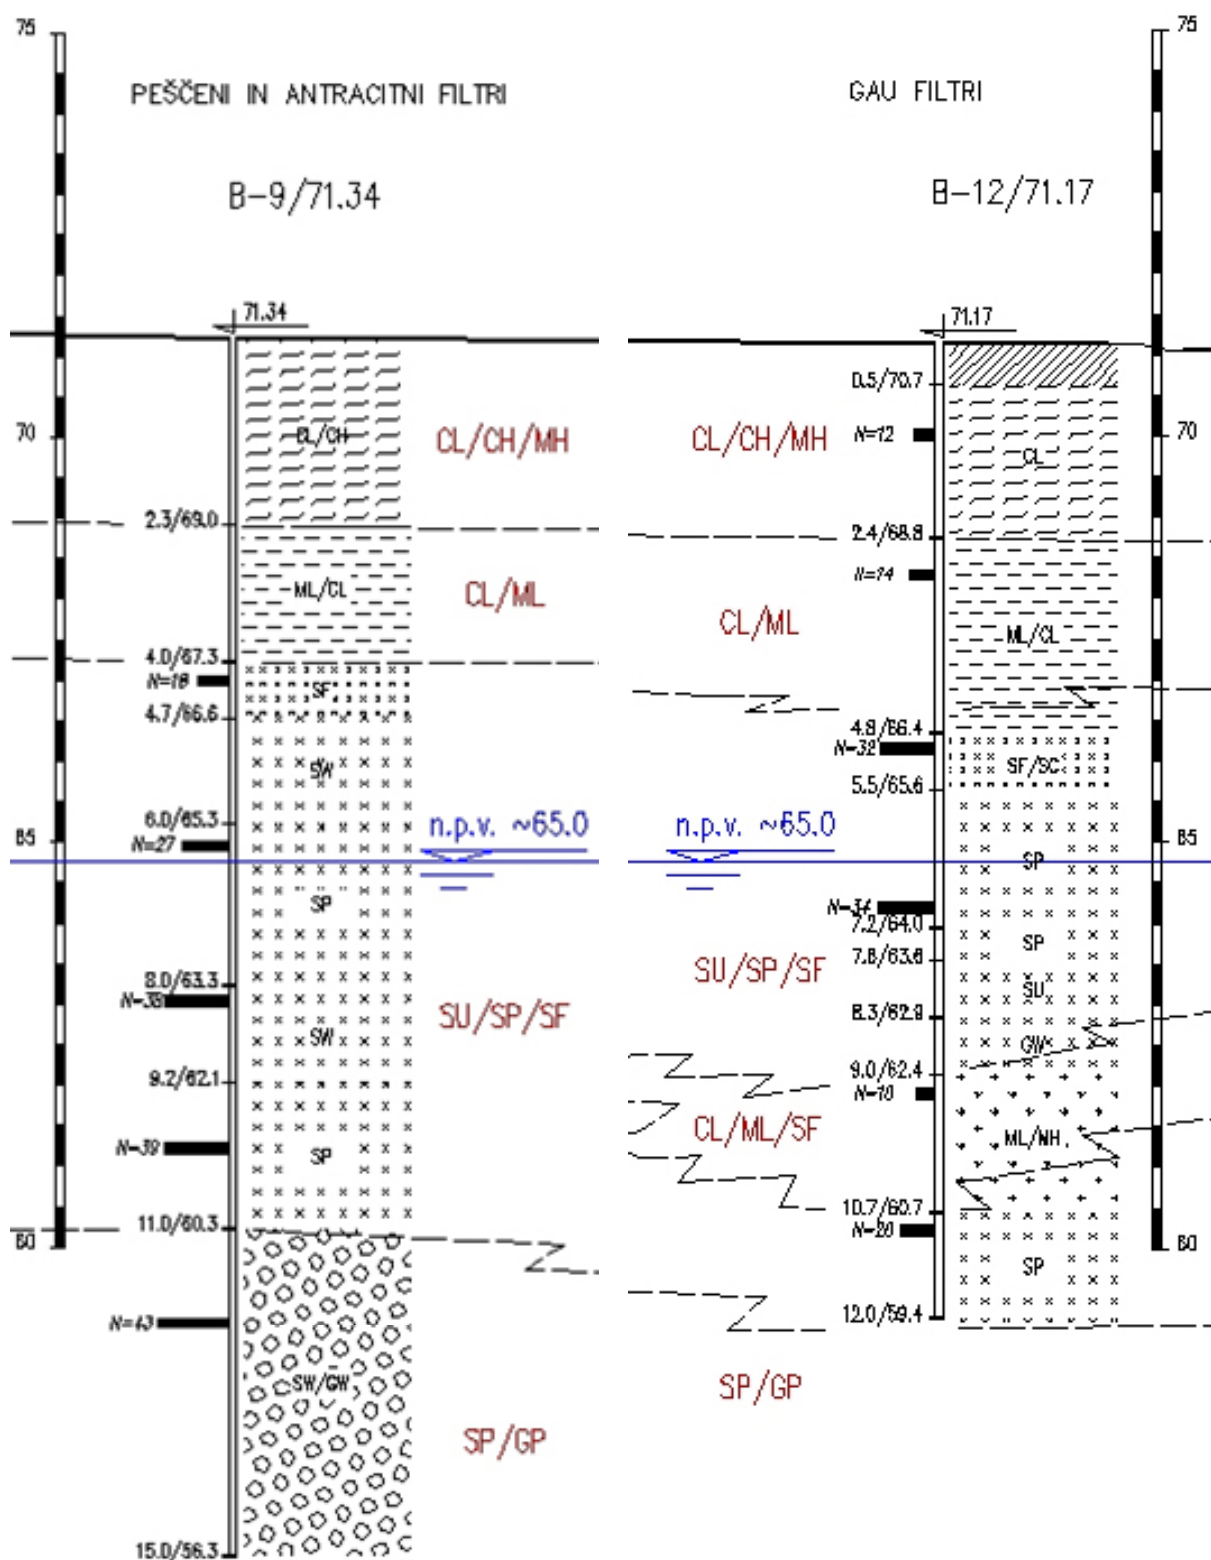 75
75
PEŠČENI IN ANTRACITNI FILTRI
GAU FILTRI
B-9/71.34
B-12/71.17
71.34
71.17
0.5/70.7
70
CL/CH
CL/CH/MH
CL/CH/MH
N=12
70
CL
2.3/69.0
2.4/68.8
N=14
ML/CL
CL/ML
CL/ML
ML/CL
4.0/67.3
N=18
SF
4.7/66.6
4.8/66.4
N=32
SW
SF/SC
5.5/65.6
6.0/65.3
n.p.v. ~65.0
n.p.v. ~65.0
65
N=27
65
SP
SP
N=34
7.2/64.0
SP
7.8/63.6
8.0/63.3
SU/SP/SF
SU
SU/SP/SF
8.3/62.9
SW
GW
9.2/62.1
9.0/62.4
CL/ML/SF
ML/MH
N=39
SP
10.7/60.7
11.0/60.3
60
60
SP
N=43
12.0/59.4
SW/GW
SP/GP
SP/GP
15.0/56.3